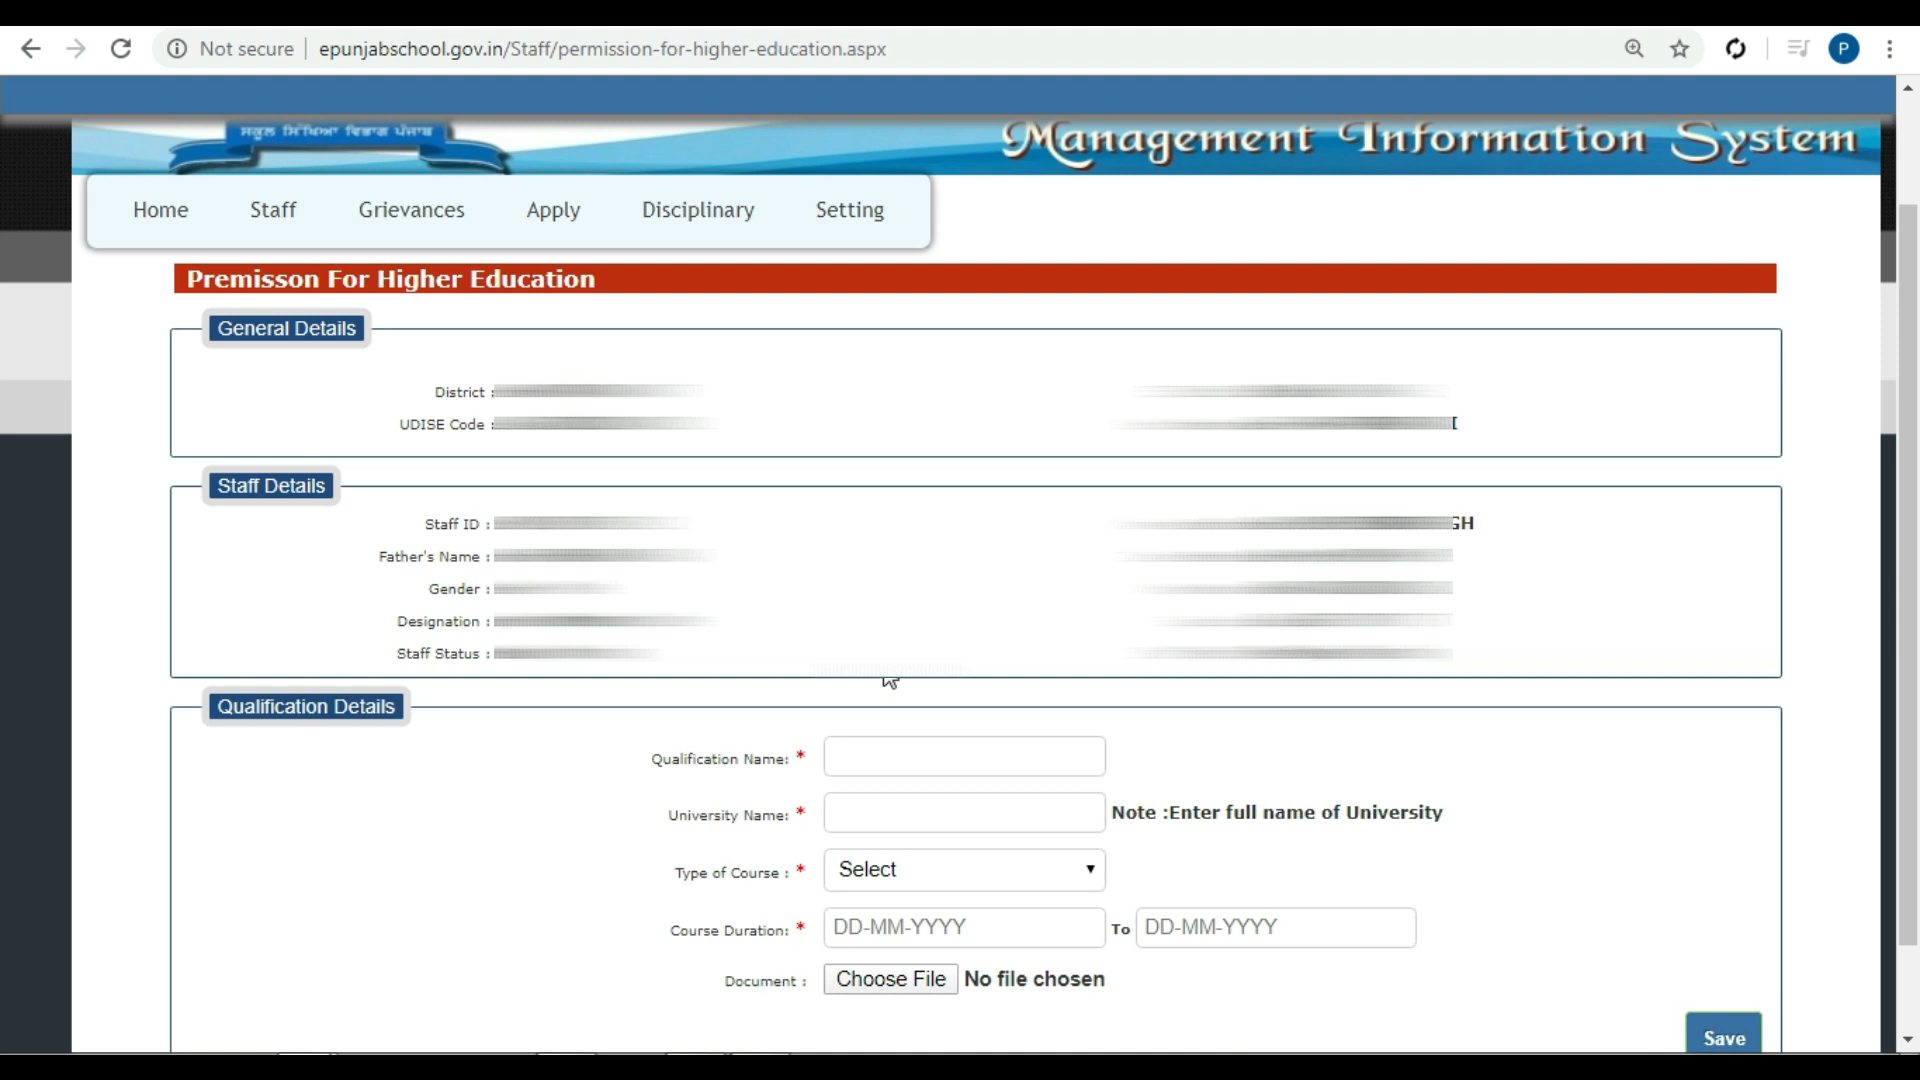 Not secure epunjabschool.gov.in/Staff/permission-for-higher-education.aspx
P
ਸਕੂਲ ਸਿੱਖਿਆ ਵਿਭਾਗ ਪੰਜਾਬ
Management Information System
Home Staff Grievances Apply Disciplinary Setting
Premisson For Higher Education
General Details
District :
UDISE Code :
Staff Details
Staff ID : GH
Father's Name :
Gender :
Designation :
Staff Status :
Qualification Details
Qualification Name: *
University Name: * Note :Enter full name of University
Type of Course : * Select
Course Duration: * DD-MM-YYYY To DD-MM-YYYY
Document : Choose File No file chosen
Save